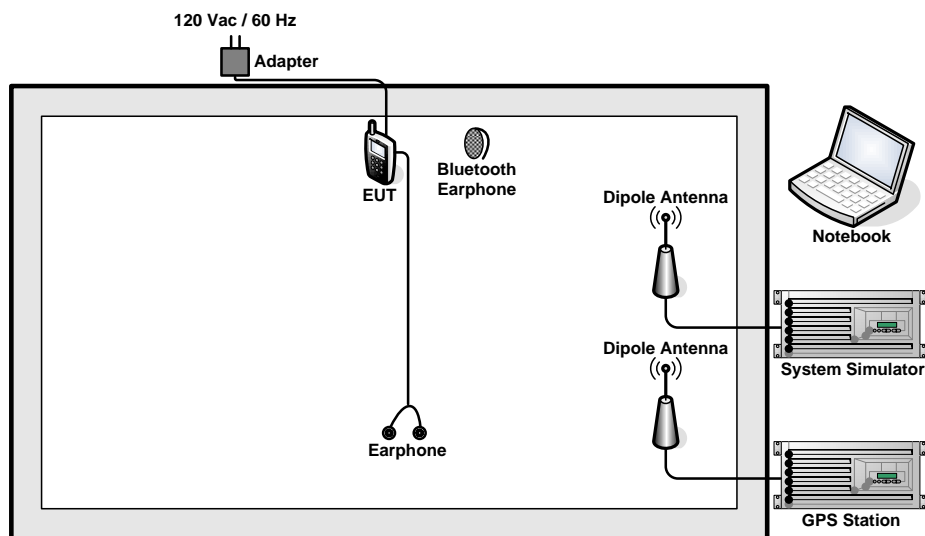 120 Vac / 60 Hz
Adapter
EUT
Bluetooth
Earphone
Dipole Antenna
Notebook
System Simulator
Dipole Antenna
Earphone
GPS Station